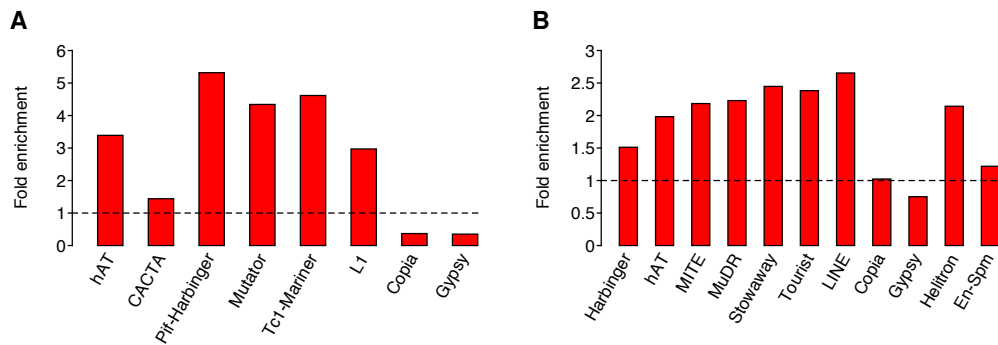 A
Fold enrichment
6
5
4
3
2
1
0
hAT
CACTA
Pif-Harbinger
Mutator
Tc1-Mariner
L1
Copia
Gypsy
B
Fold enrichment
3
2.5
2
1.5
1
0.5
0
Harbinger
hAT
MITE
MuDR
Stowaway
Tourist
LINE
Copia
Gypsy
Helitron
En-Spm